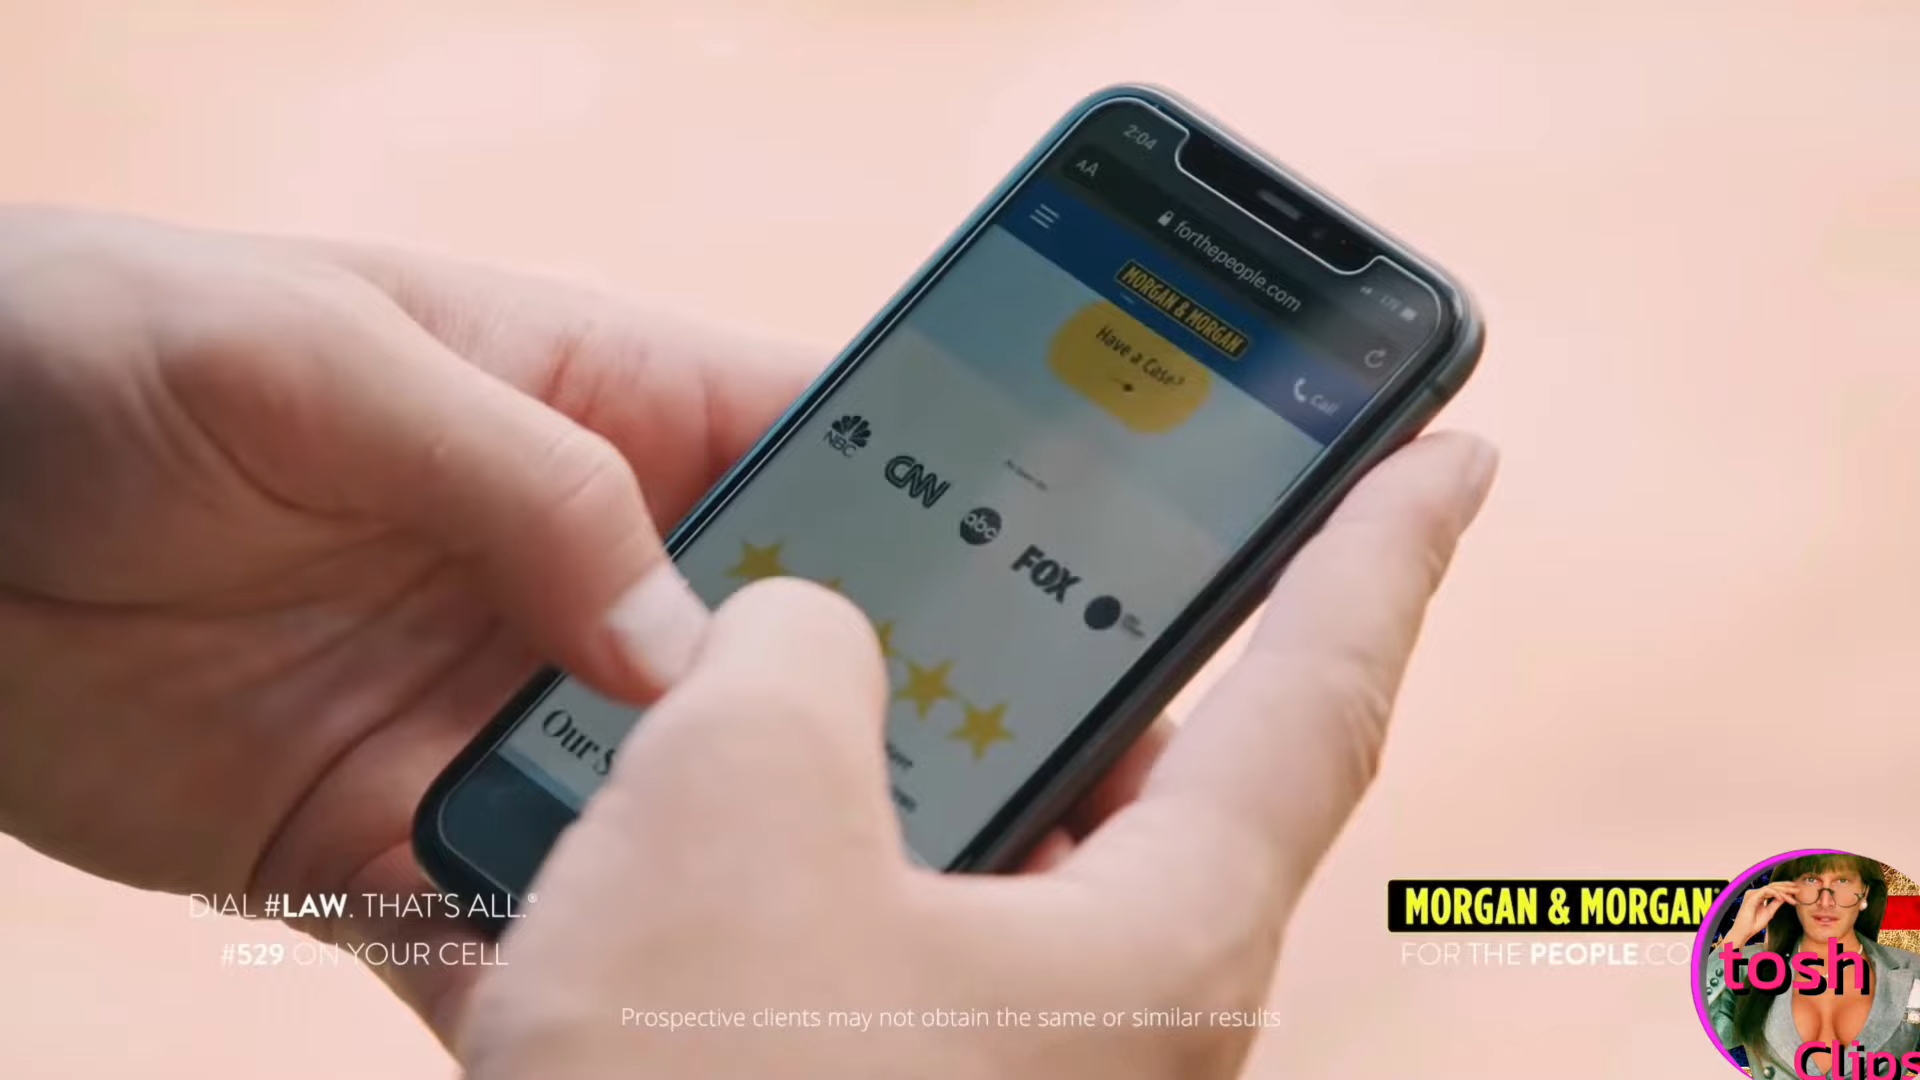 2:04
AA
forthepeople.com
LTE
MORGAN & MORGAN
Call
Have a Case?
NBC
CNN
abc
FOX
Our
DIAL #LAW. THAT'S ALL.®
#529 ON YOUR CELL
MORGAN & MORGAN
FOR THE PEOPLE.CO
Prospective clients may not obtain the same or similar results
tosh
Clips